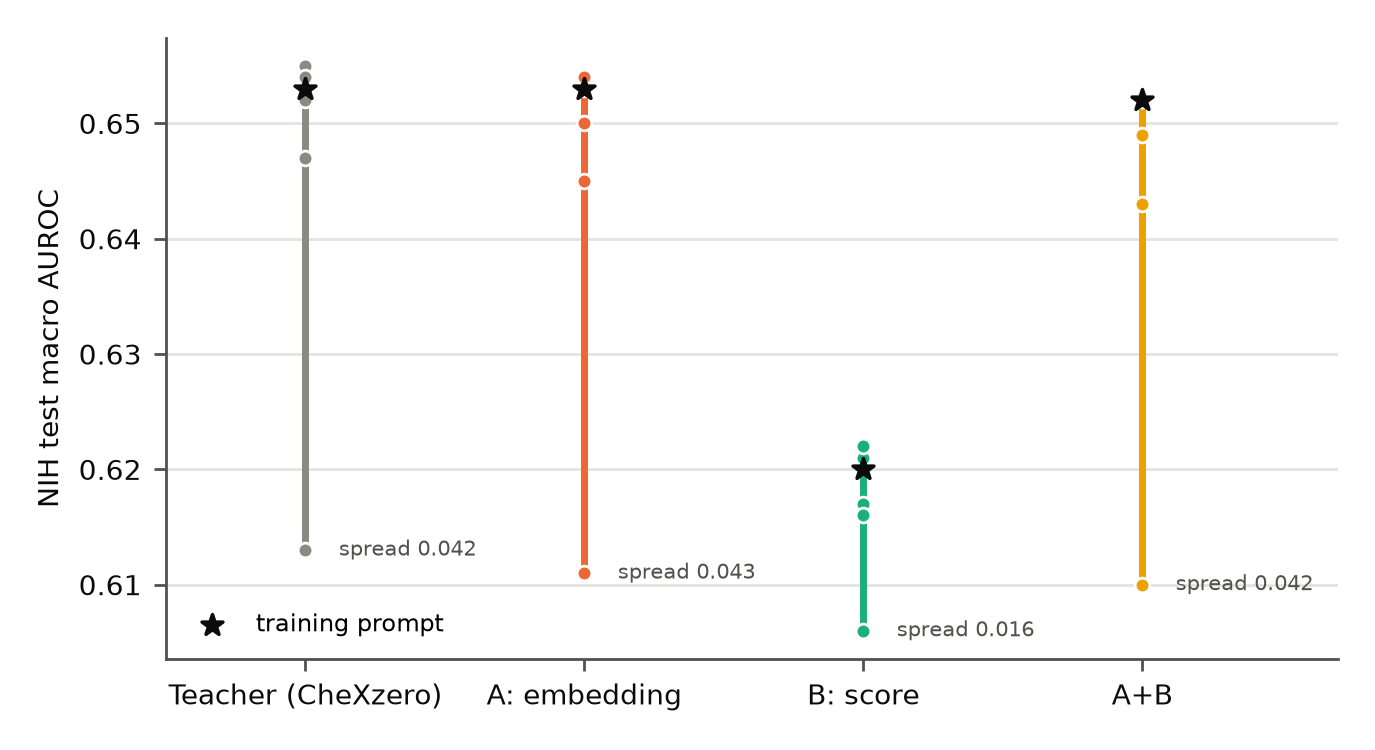 NIH test macro AUROC
0.65
0.64
0.63
0.62
0.61
spread 0.042
spread 0.043
spread 0.016
spread 0.042
training prompt
Teacher (CheXzero)
A: embedding
B: score
A+B